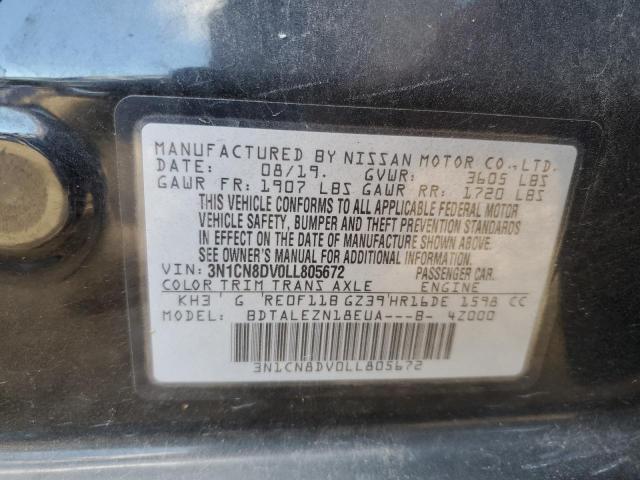 MANUFACTURED BY NISSAN MOTOR CO.,LTD.
DATE: 08/19. GVWR: 3605 LBS
GAWR FR: 1907 LBS GAWR RR: 1720 LBS
THIS VEHICLE CONFORMS TO ALL APPLICABLE FEDERAL MOTOR
VEHICLE SAFETY, BUMPER AND THEFT PREVENTION STANDARDS
IN EFFECT ON THE DATE OF MANUFACTURE SHOWN ABOVE.
SEE OWNER'S MANUAL FOR ADDITIONAL INFORMATION.
VIN: 3N1CN8DV0LL805672 PASSENGER CAR.
COLOR TRIM TRANS AXLE ENGINE
KH3 G RE0F11B GZ39 HR16DE 1598 CC
MODEL: BDTALEZN18EUA---B- 4Z000
3N1CN8DV0LL805672